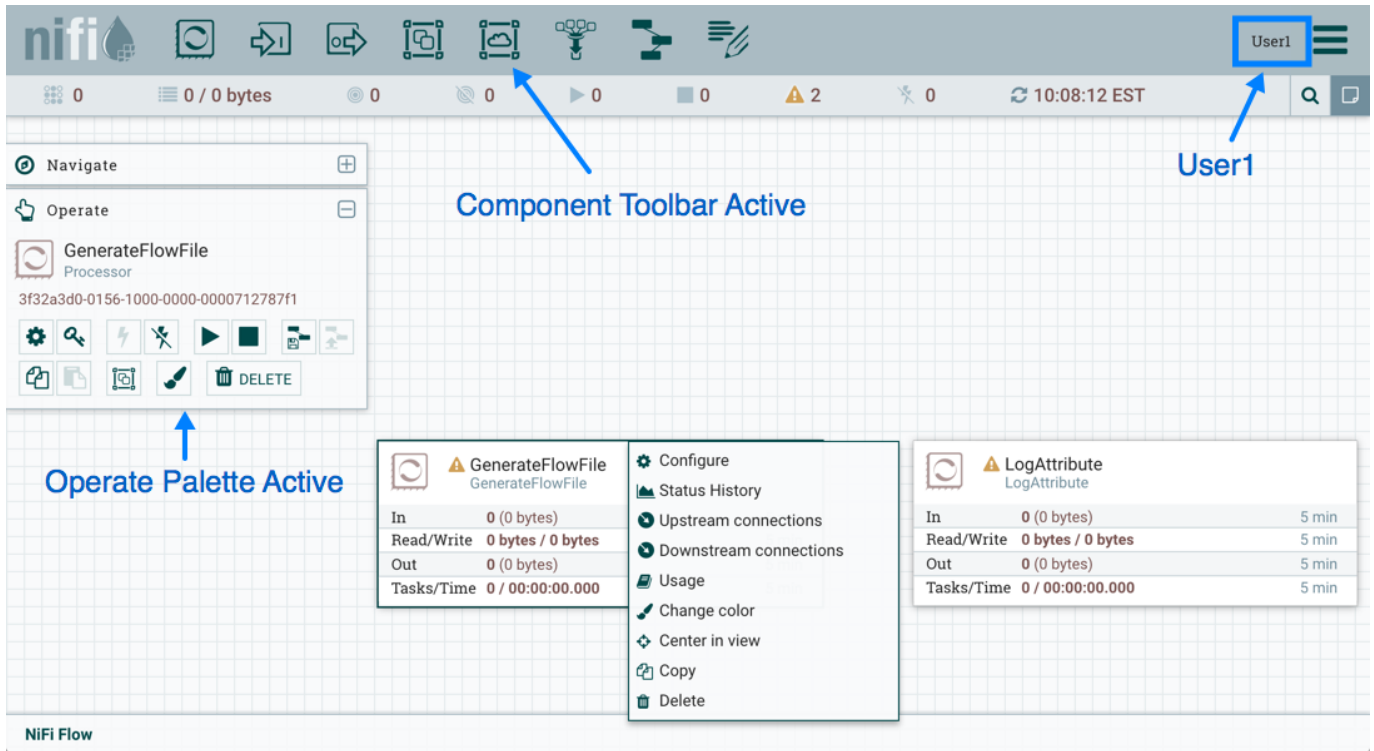 nifi
User1
0
0 / 0 bytes
0
0
0
0
2
0
10:08:12 EST
User1
Component Toolbar Active
Navigate
Operate
GenerateFlowFile
Processor
3f32a3d0-0156-1000-0000-0000712787f1
DELETE
Operate Palette Active
GenerateFlowFile
GenerateFlowFile
In 0 (0 bytes)
Read/Write 0 bytes / 0 bytes
Out 0 (0 bytes)
Tasks/Time 0 / 00:00:00.000
Configure
Status History
Upstream connections
Downstream connections
Usage
Change color
Center in view
Copy
Delete
LogAttribute
LogAttribute
In 0 (0 bytes) 5 min
Read/Write 0 bytes / 0 bytes 5 min
Out 0 (0 bytes) 5 min
Tasks/Time 0 / 00:00:00.000 5 min
NiFi Flow